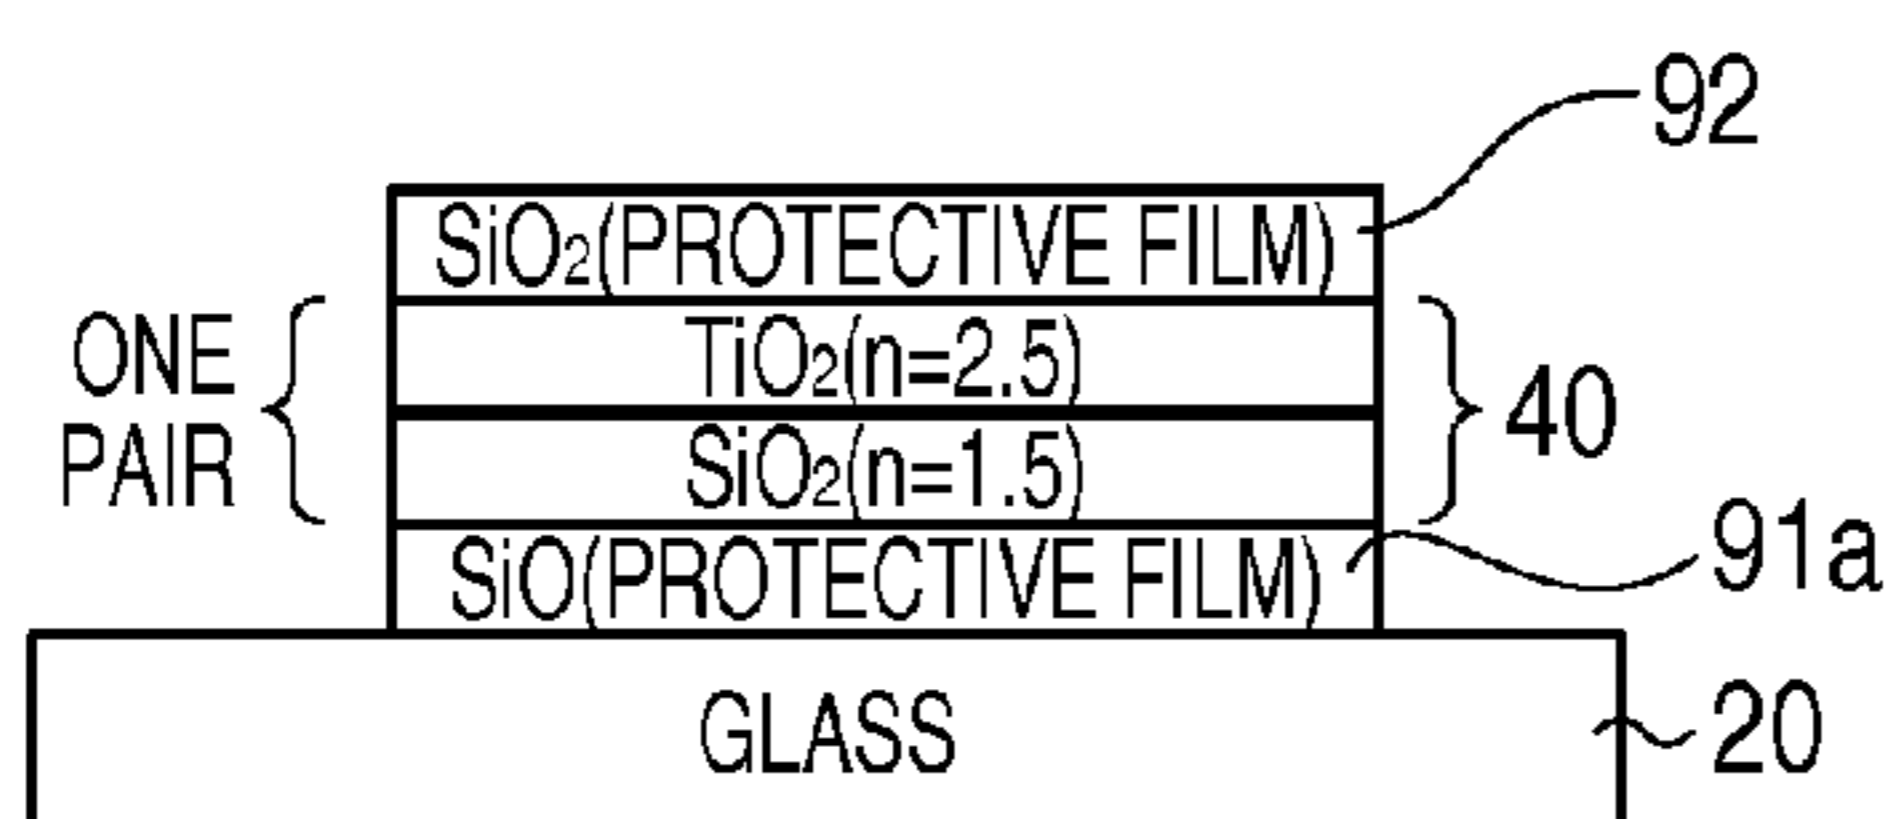 92
SiO₂(PROTECTIVE FILM)
ONE
PAIR
TiO₂(n=2.5)
40
SiO₂(n=1.5)
SiO(PROTECTIVE FILM)
91a
GLASS
20